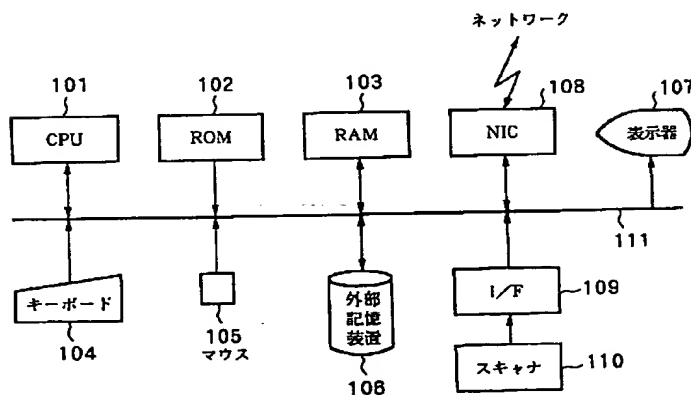 ネットワーク
101
102
103
108
107
CPU
ROM
RAM
NIC
表示器
111
キーボード
104
105
マウス
外部
記憶
装置
106
I/F
109
スキャナ
110